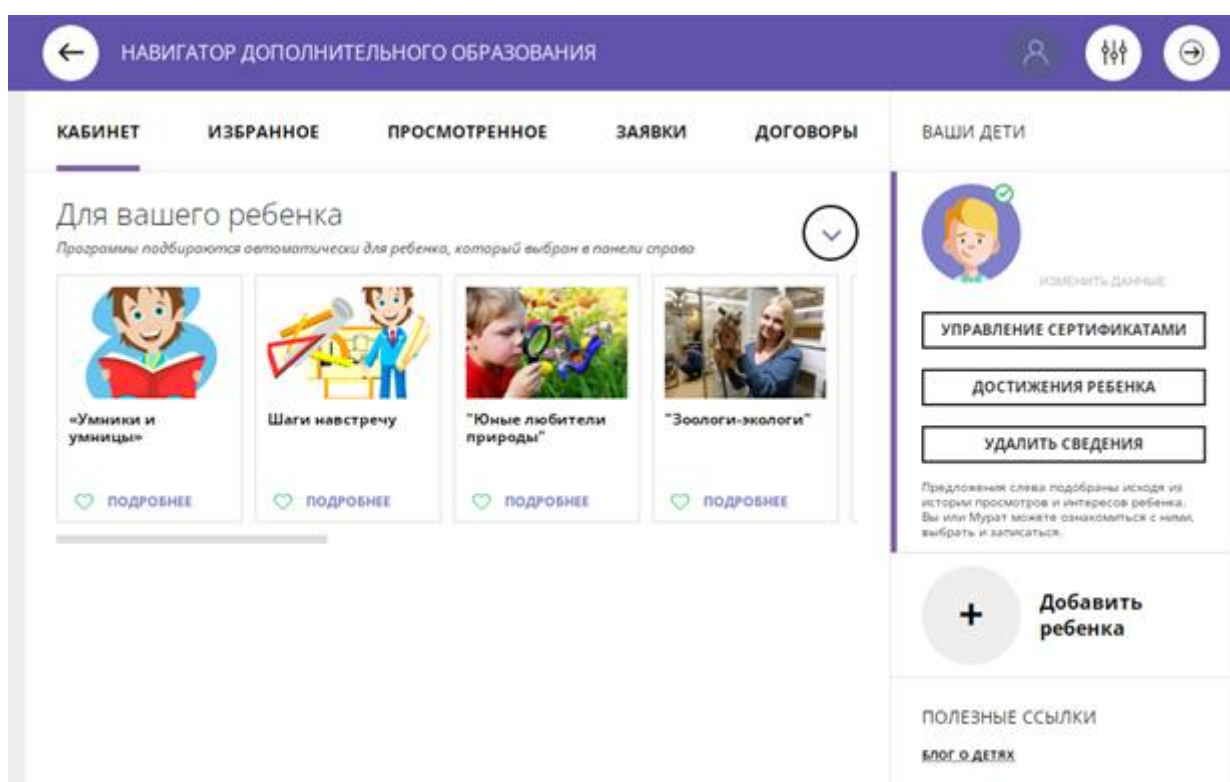 НАВИГАТОР ДОПОЛНИТЕЛЬНОГО ОБРАЗОВАНИЯ
КАБИНЕТ ИЗБРАННОЕ ПРОСМОТРЕННОЕ ЗАЯВКИ ДОГОВОРЫ
Для вашего ребенка
Программы подбираются автоматически для ребенка, который выбран в панели справа
«Умники и
умницы»
ПОДРОБНЕЕ
Шаги навстречу
ПОДРОБНЕЕ
"Юные любители
природы"
ПОДРОБНЕЕ
"Зоологи-экологи"
ПОДРОБНЕЕ
ВАШИ ДЕТИ
ИЗМЕНИТЬ ДАННЫЕ
УПРАВЛЕНИЕ СЕРТИФИКАТАМИ
ДОСТИЖЕНИЯ РЕБЕНКА
УДАЛИТЬ СВЕДЕНИЯ
Предложения слева подобраны исходя из
истории просмотров и интересов ребенка.
Вы или Мурат можете ознакомиться с ними,
выбрать и записаться.
+ Добавить
ребенка
ПОЛЕЗНЫЕ ССЫЛКИ
БЛОГ О ДЕТЯХ